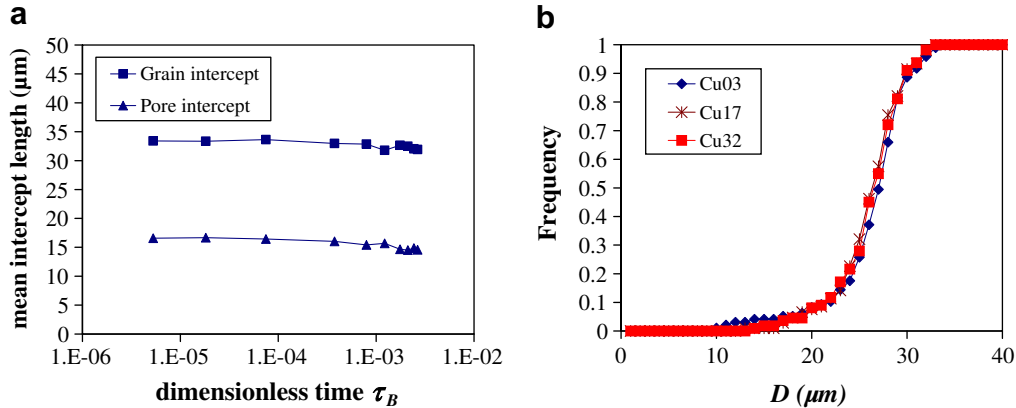 a
mean intercept length (μm)
50
45
40
35
30
25
20
15
10
5
0
Grain intercept
Pore intercept
1.E-06
1.E-05
1.E-04
1.E-03
1.E-02
dimensionless time τB
b
Frequency
1
0.9
0.8
0.7
0.6
0.5
0.4
0.3
0.2
0.1
0
Cu03
Cu17
Cu32
0
10
20
30
40
D (μm)